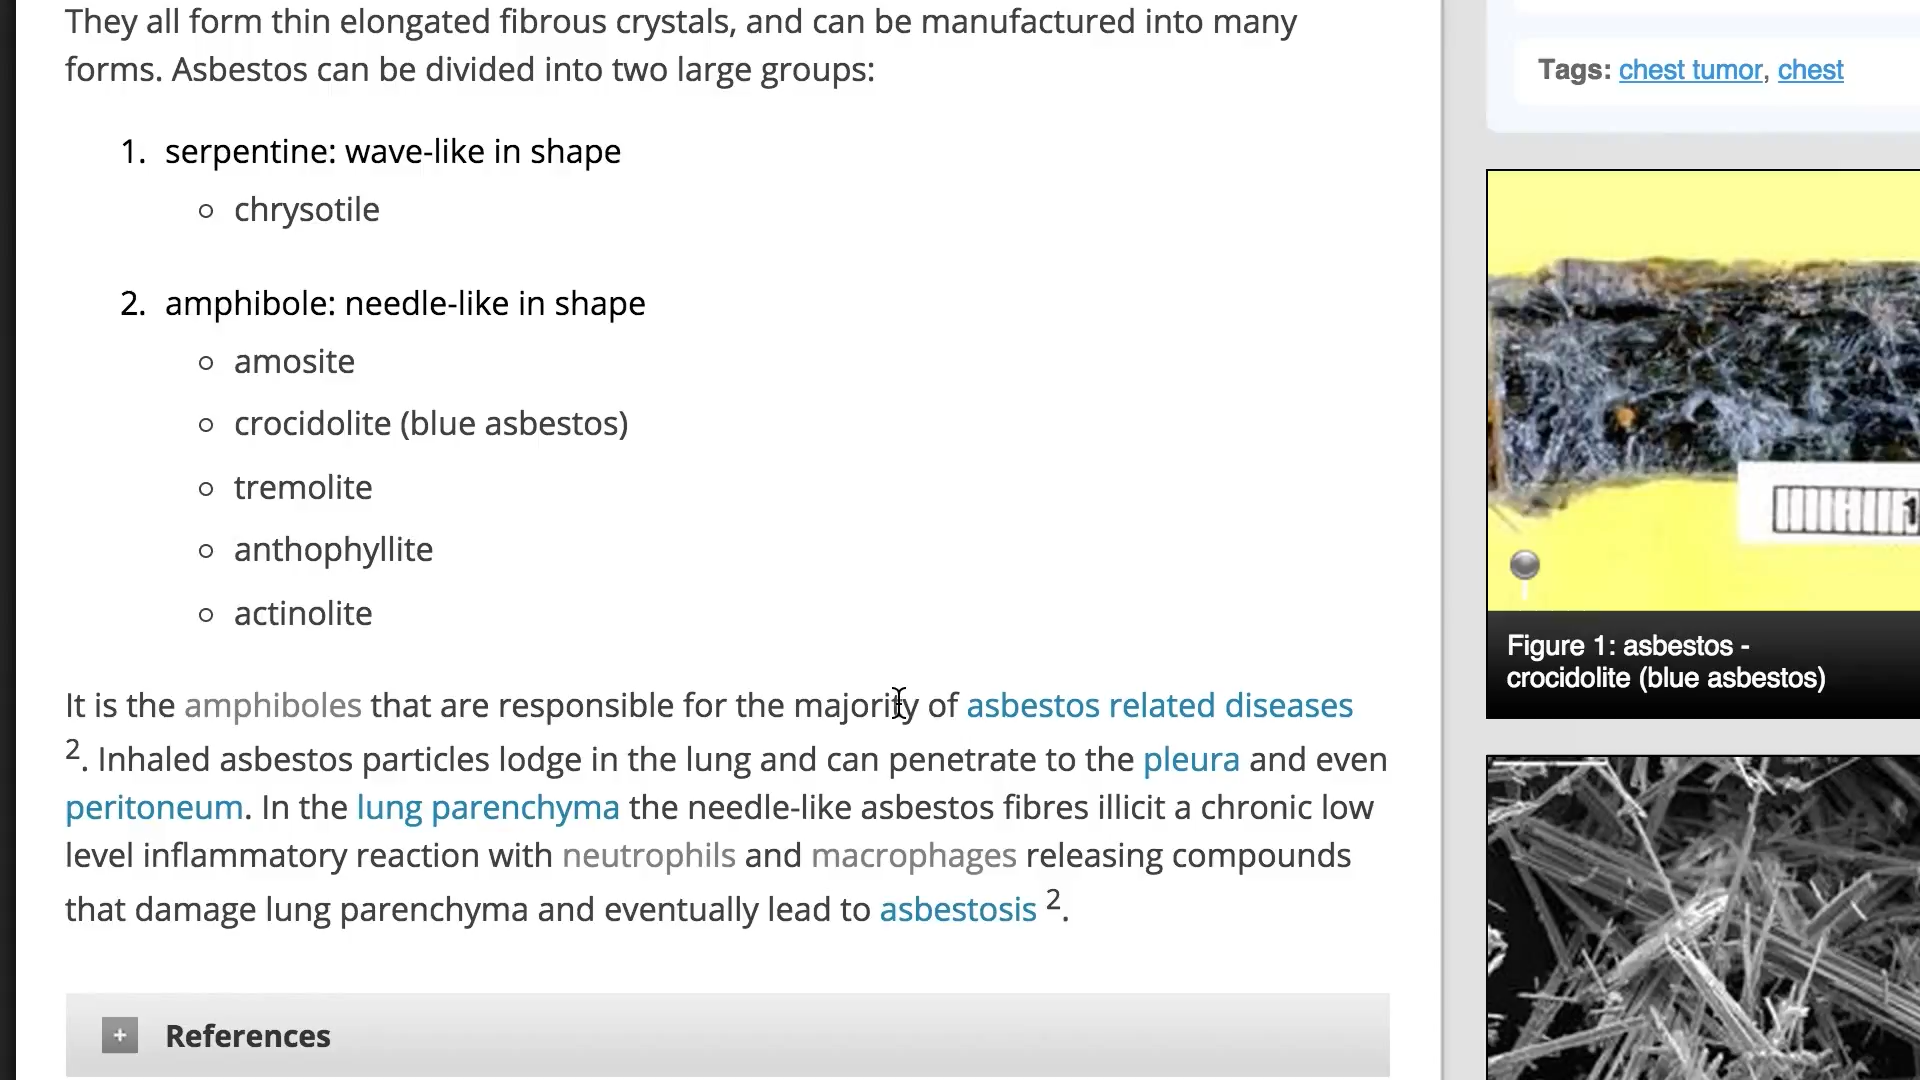 They all form thin elongated fibrous crystals, and can be manufactured into many
forms. Asbestos can be divided into two large groups:
1. serpentine: wave-like in shape
chrysotile
2. amphibole: needle-like in shape
amosite
crocidolite (blue asbestos)
tremolite
anthophyllite
actinolite
It is the amphiboles that are responsible for the majority of asbestos related diseases
2. Inhaled asbestos particles lodge in the lung and can penetrate to the pleura and even
peritoneum. In the lung parenchyma the needle-like asbestos fibres illicit a chronic low
level inflammatory reaction with neutrophils and macrophages releasing compounds
that damage lung parenchyma and eventually lead to asbestosis 2.
+ References
Tags: chest tumor, chest
1
Figure 1: asbestos -
crocidolite (blue asbestos)